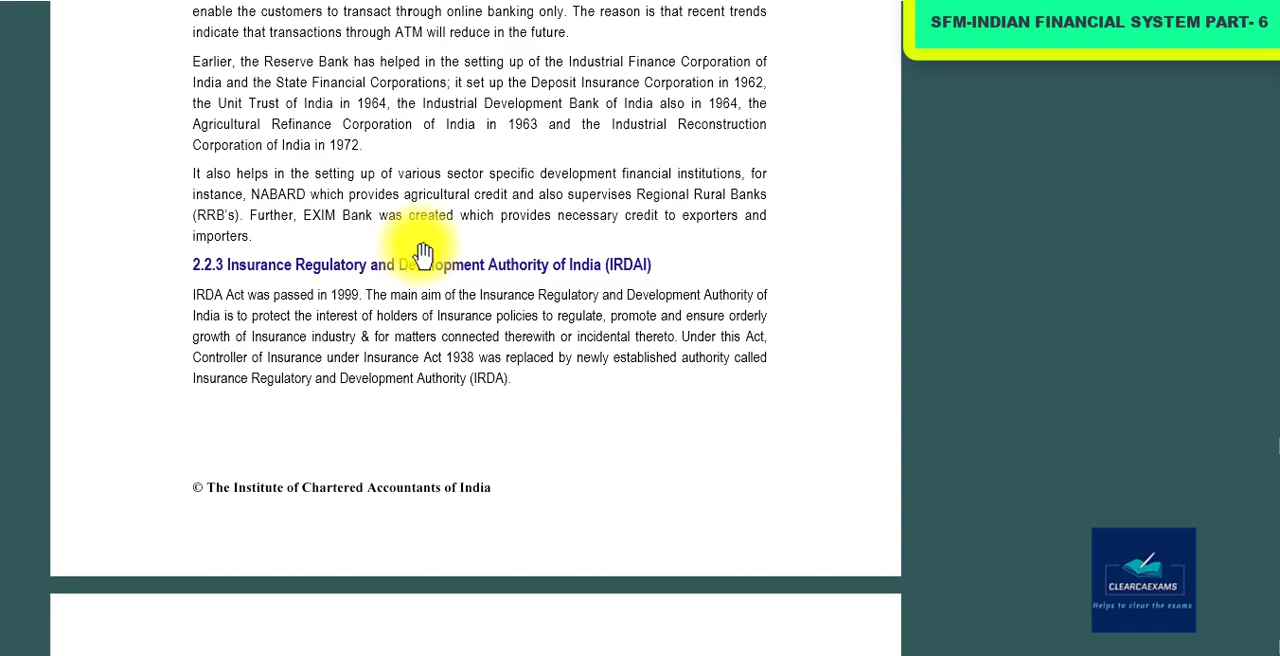 enable the customers to transact through online banking only. The reason is that recent trends
indicate that transactions through ATM will reduce in the future.
Earlier, the Reserve Bank has helped in the setting up of the Industrial Finance Corporation of
India and the State Financial Corporations; it set up the Deposit Insurance Corporation in 1962,
the Unit Trust of India in 1964, the Industrial Development Bank of India also in 1964, the
Agricultural Refinance Corporation of India in 1963 and the Industrial Reconstruction
Corporation of India in 1972.
It also helps in the setting up of various sector specific development financial institutions, for
instance, NABARD which provides agricultural credit and also supervises Regional Rural Banks
(RRB's). Further, EXIM Bank was created which provides necessary credit to exporters and
importers.
2.2.3 Insurance Regulatory and Development Authority of India (IRDAI)
IRDA Act was passed in 1999. The main aim of the Insurance Regulatory and Development Authority of
India is to protect the interest of holders of Insurance policies to regulate, promote and ensure orderly
growth of Insurance industry & for matters connected therewith or incidental thereto. Under this Act,
Controller of Insurance under Insurance Act 1938 was replaced by newly established authority called
Insurance Regulatory and Development Authority (IRDA).
© The Institute of Chartered Accountants of India
SFM-INDIAN FINANCIAL SYSTEM PART- 6
CLEARCAEXAMS
Helps to clear the exams